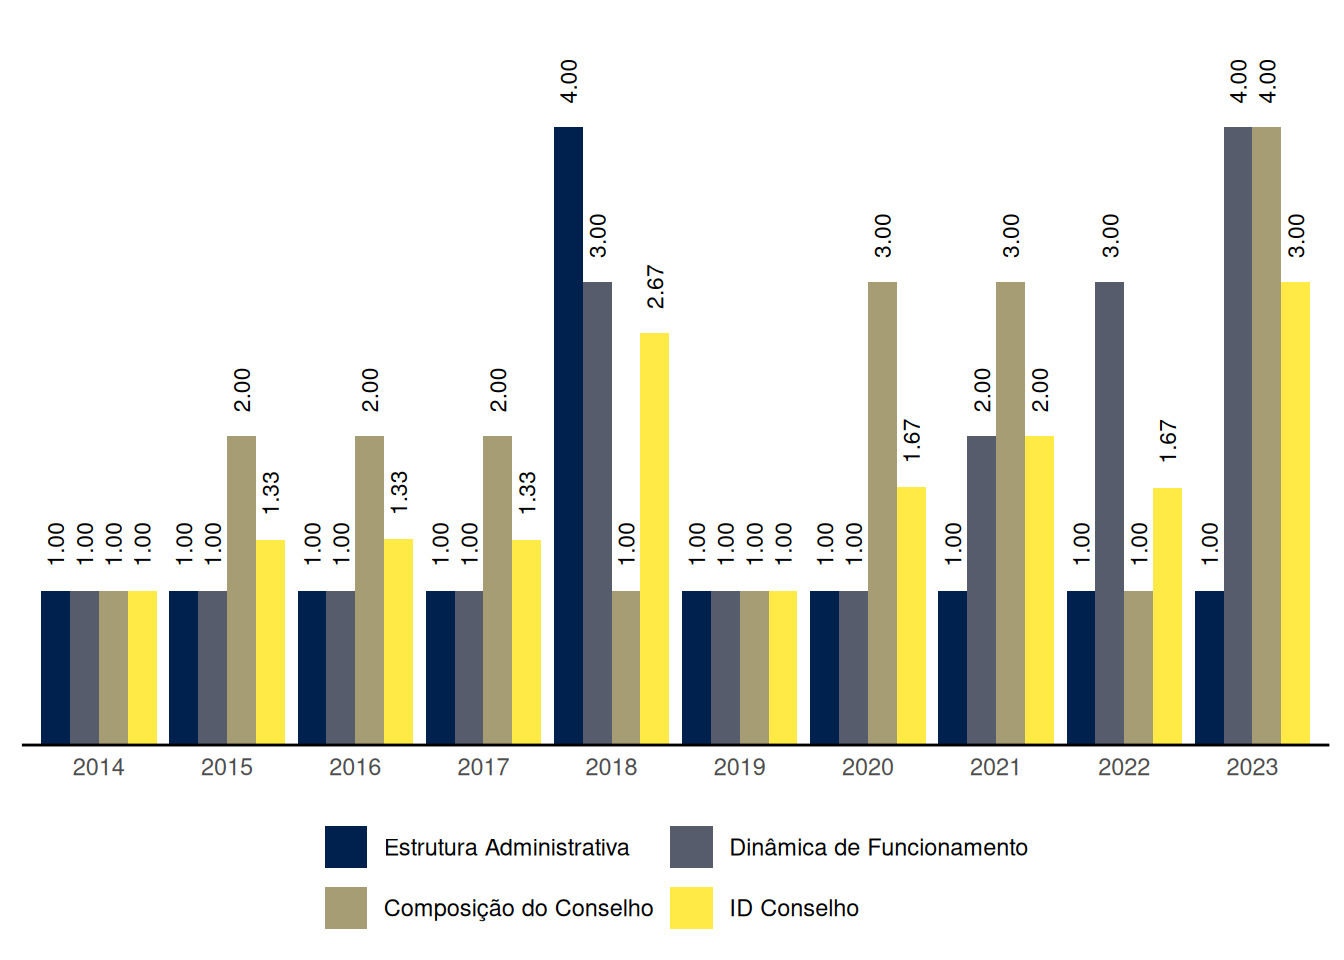 4.00
4.00 4.00
3.00 3.00 3.00 3.00 3.00
2.67
2.00 2.00 2.00 2.00 2.00
1.67 1.67
1.33 1.33 1.33
1.00 1.00 1.00 1.00 1.00 1.00 1.00 1.00 1.00 1.00 1.00 1.00 1.00 1.00 1.00 1.00 1.00 1.00 1.00 1.00 1.00
2014 2015 2016 2017 2018 2019 2020 2021 2022 2023
Estrutura Administrativa Dinâmica de Funcionamento
Composição do Conselho ID Conselho